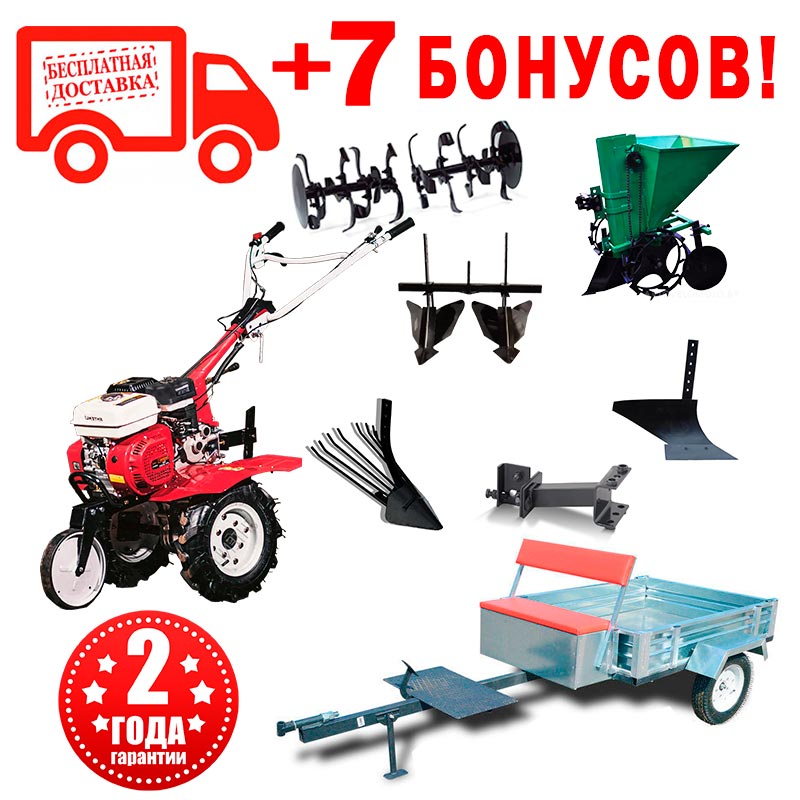 БЕСПЛАТНАЯ
ДОСТАВКА
+7 БОНУСОВ!
2
ГОДА
гарантии